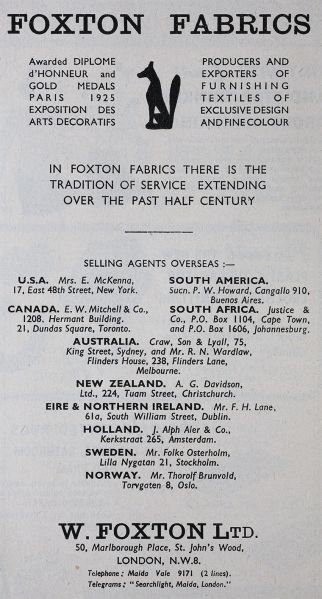 FOXTON FABRICS
Awarded DIPLOME
d'HONNEUR and
GOLD MEDALS
PARIS 1925
EXPOSITION DES
ARTS DECORATIFS
PRODUCERS AND
EXPORTERS OF
FURNISHING
TEXTILES OF
EXCLUSIVE DESIGN
AND FINE COLOUR
IN FOXTON FABRICS THERE IS THE
TRADITION OF SERVICE EXTENDING
OVER THE PAST HALF CENTURY
SELLING AGENTS OVERSEAS :—
U.S.A. Mrs. E. McKenna,
17, East 48th Street, New York.
CANADA. E. W. Mitchell & Co.,
1208. Hermant Building.
21, Dundas Square, Toronto.
SOUTH AMERICA.
Sucn. P. W. Howard, Cangallo 910,
Buenos Aires.
SOUTH AFRICA. Justice &
Co., P.O. Box 1104, Cape Town,
and P.O. Box 1606, Johannesburg.
AUSTRALIA. Craw, Son & Lyall, 75,
King Street, Sydney, and Mr. R. N. Wardlaw,
Flinders House, 238, Flinders Lane,
Melbourne.
NEW ZEALAND. A. G. Davidson,
Ltd., 224, Tuam Street, Christchurch.
EIRE & NORTHERN IRELAND. Mr. F. H. Lane,
61a, South William Street, Dublin.
HOLLAND. J. Alph Aler & Co.,
Kerkstraat 265, Amsterdam.
SWEDEN. Mr. Folke Osterholm,
Lilla Nygatan 21, Stockholm.
NORWAY. Mr. Thorolf Brunvold,
Torvgaten 8, Oslo.
W. FOXTON LTD.
50, Marlborough Place, St. John's Wood,
LONDON, N.W.8.
Telephone: Maida Vale 9171 (2 lines).
Telegrams: "Searchlight, Maida, London."